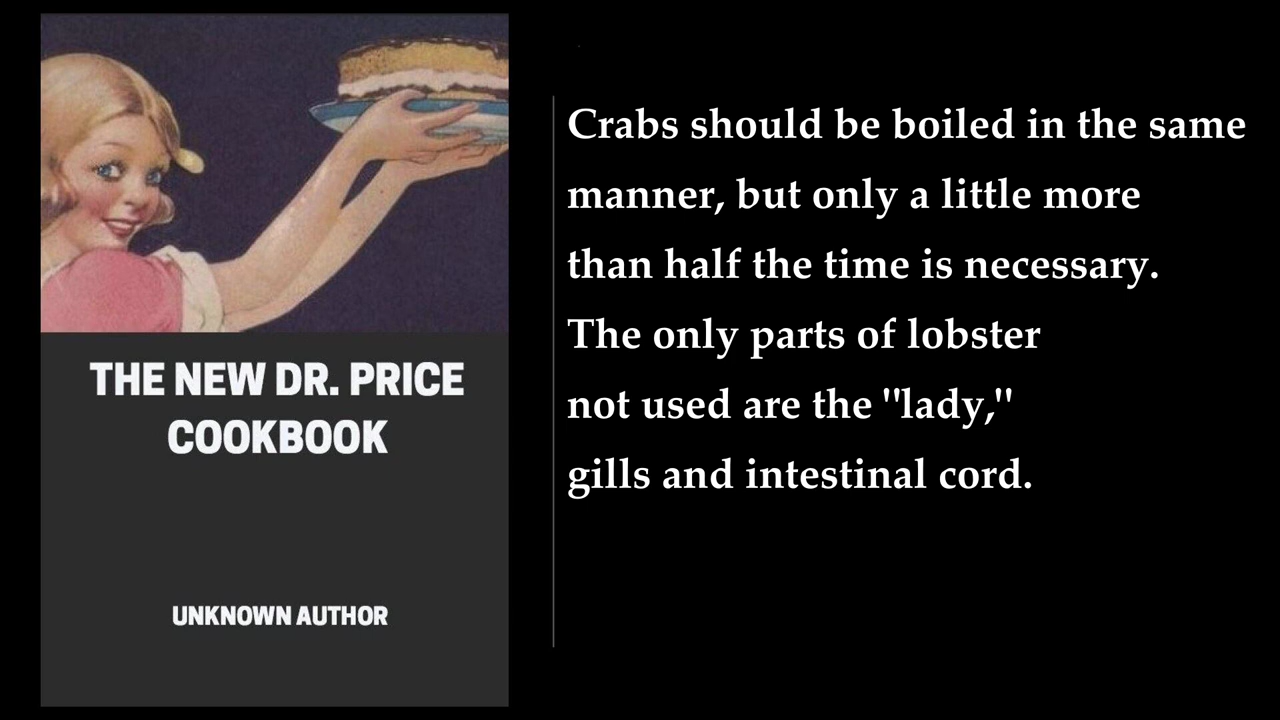 THE NEW DR. PRICE
COOKBOOK
UNKNOWN AUTHOR
Crabs should be boiled in the same
manner, but only a little more
than half the time is necessary.
The only parts of lobster
not used are the "lady,"
gills and intestinal cord.